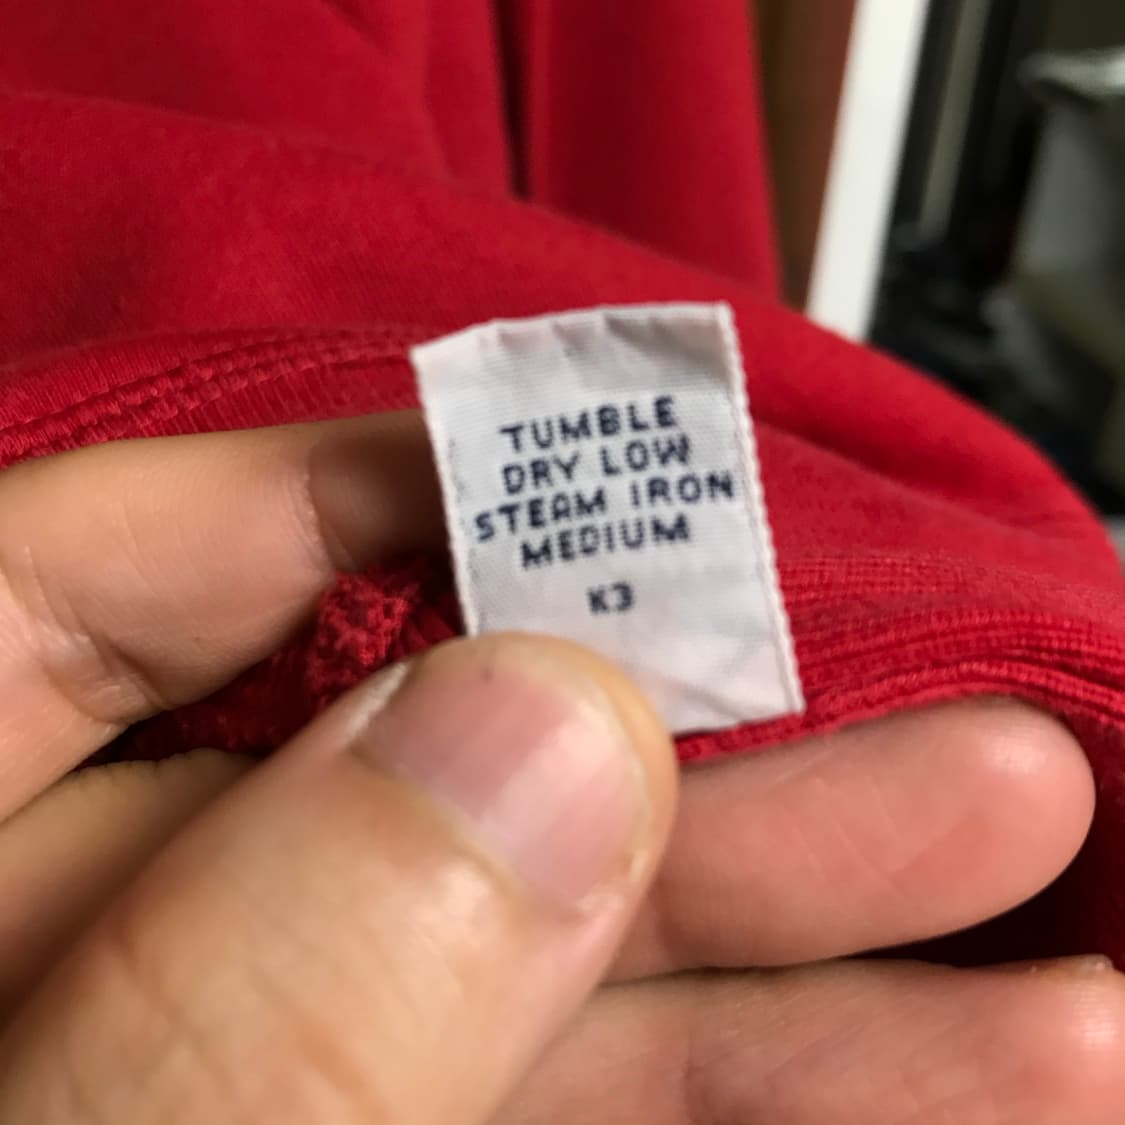 TUMBLE
DRY LOW
STEAM IRON
MEDIUM
K3